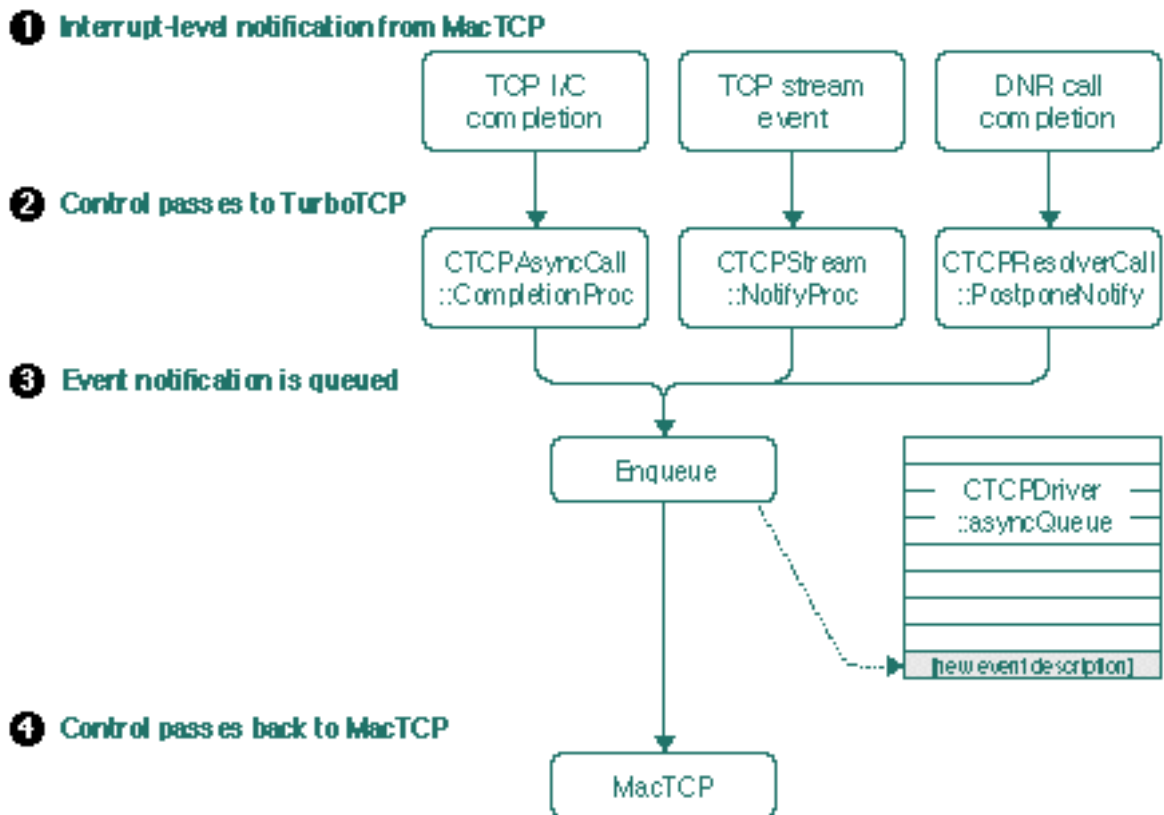 1 Interrupt-level notification from MacTCP
TCP I/C
completion
TCP stream
event
DNR call
completion
2 Control passes to TurboTCP
CTCPAsyncCall
::CompletionProc
CTCPStream
::NotifyProc
CTCPResolverCall
::PostponeNotify
3 Event notification is queued
Enqueue
CTCPDriver
::asyncQueue
[new event description]
4 Control passes back to MacTCP
MacTCP